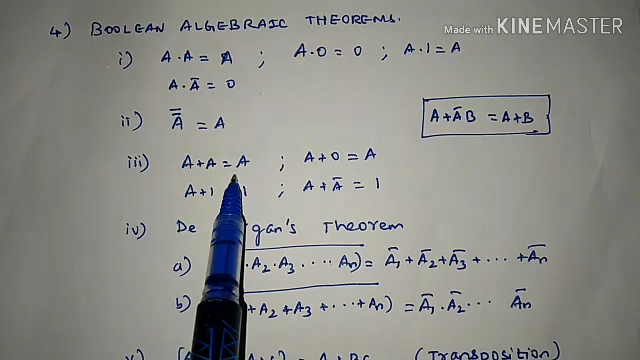 Made with KINEMASTER
4) BOOLEAN ALGEBRAIC THEOREMS.
i) A·A = A ; A·0 = 0 ; A·1 = A
A·Ā = 0
ii) A̿ = A
A+ĀB = A+B
iii) A+A = A ; A+0 = A
A+1 1 ; A+Ā = 1
iv) De gan's Theorem
a) ·A₂·A₃ ···· Aₙ) = Ā₁ + Ā₂ + Ā₃ + ··· + Āₙ
b) +A₂+A₃+···+Aₙ) = Ā₁·Ā₂··· Āₙ
(Transposition)